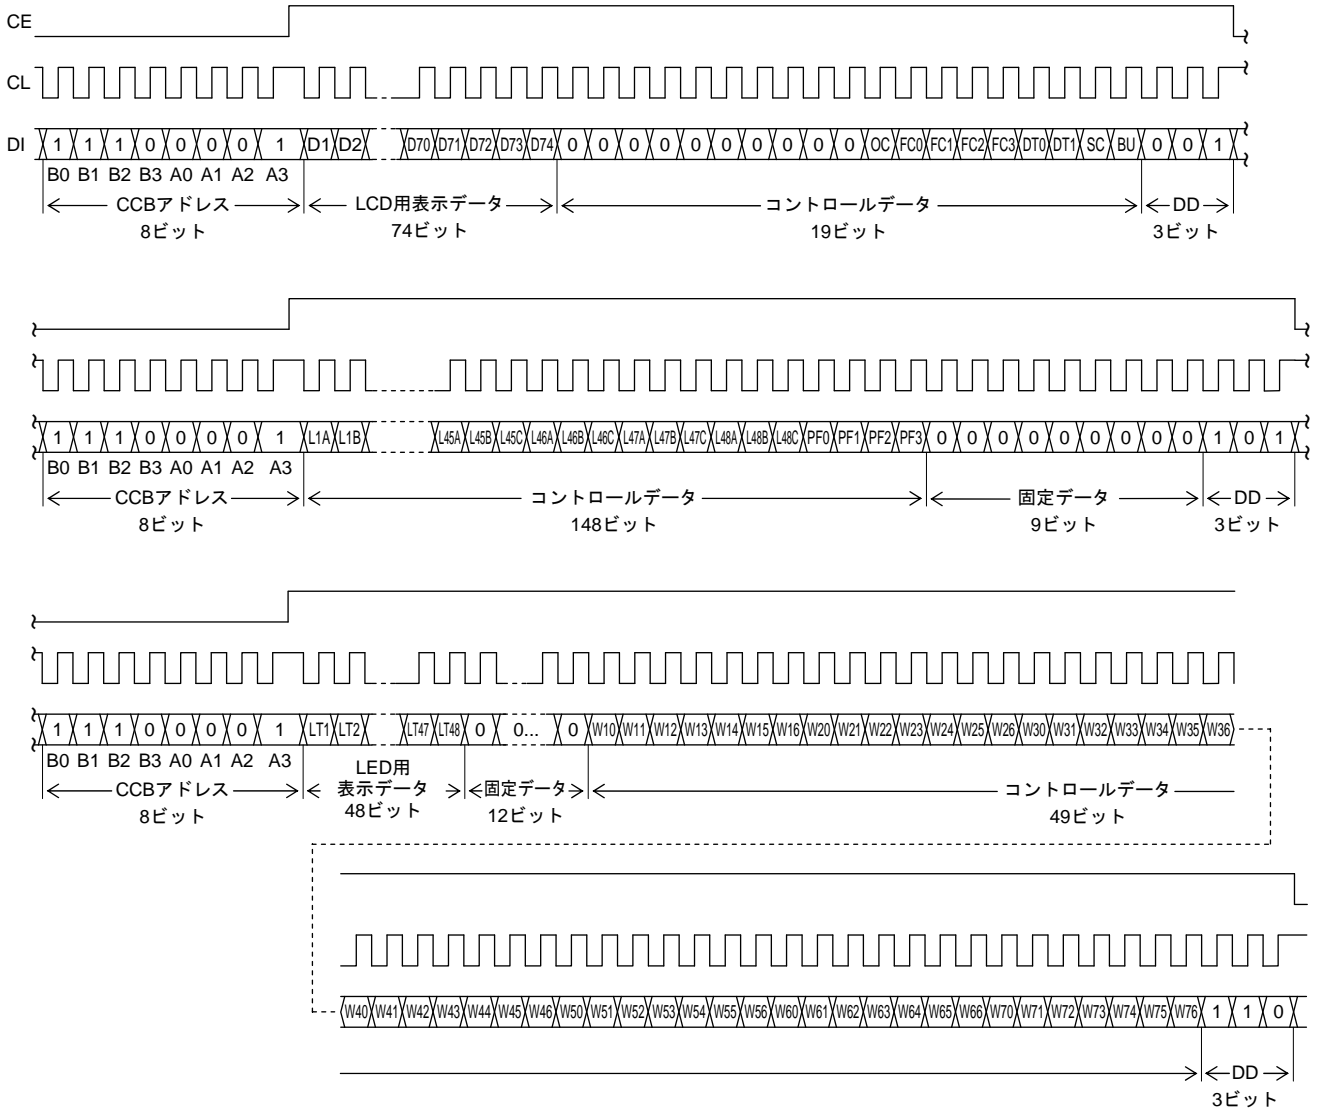 CE
CL
DI 1 1 1 0 0 0 0 1 D1 D2 D70 D71 D72 D73 D74 0 0 0 0 0 0 0 0 0 0 OC FC0 FC1 FC2 FC3 DT0 DT1 SC BU 0 0 1
B0 B1 B2 B3 A0 A1 A2 A3
CCBアドレス LCD用表示データ コントロールデータ DD
8ビット 74ビット 19ビット 3ビット
1 1 1 0 0 0 0 1 L1A L1B L45A L45B L45C L46A L46B L46C L47A L47B L47C L48A L48B L48C PF0 PF1 PF2 PF3 0 0 0 0 0 0 0 0 0 1 0 1
B0 B1 B2 B3 A0 A1 A2 A3
CCBアドレス コントロールデータ 固定データ DD
8ビット 148ビット 9ビット 3ビット
1 1 1 0 0 0 0 1 LT1 LT2 LT47 LT48 0 0... 0 W10 W11 W12 W13 W14 W15 W16 W20 W21 W22 W23 W24 W25 W26 W30 W31 W32 W33 W34 W35 W36
B0 B1 B2 B3 A0 A1 A2 A3
LED用
CCBアドレス 表示データ 固定データ コントロールデータ
8ビット 48ビット 12ビット 49ビット
W40 W41 W42 W43 W44 W45 W46 W50 W51 W52 W53 W54 W55 W56 W60 W61 W62 W63 W64 W65 W66 W70 W71 W72 W73 W74 W75 W76 1 1 0
DD
3ビット